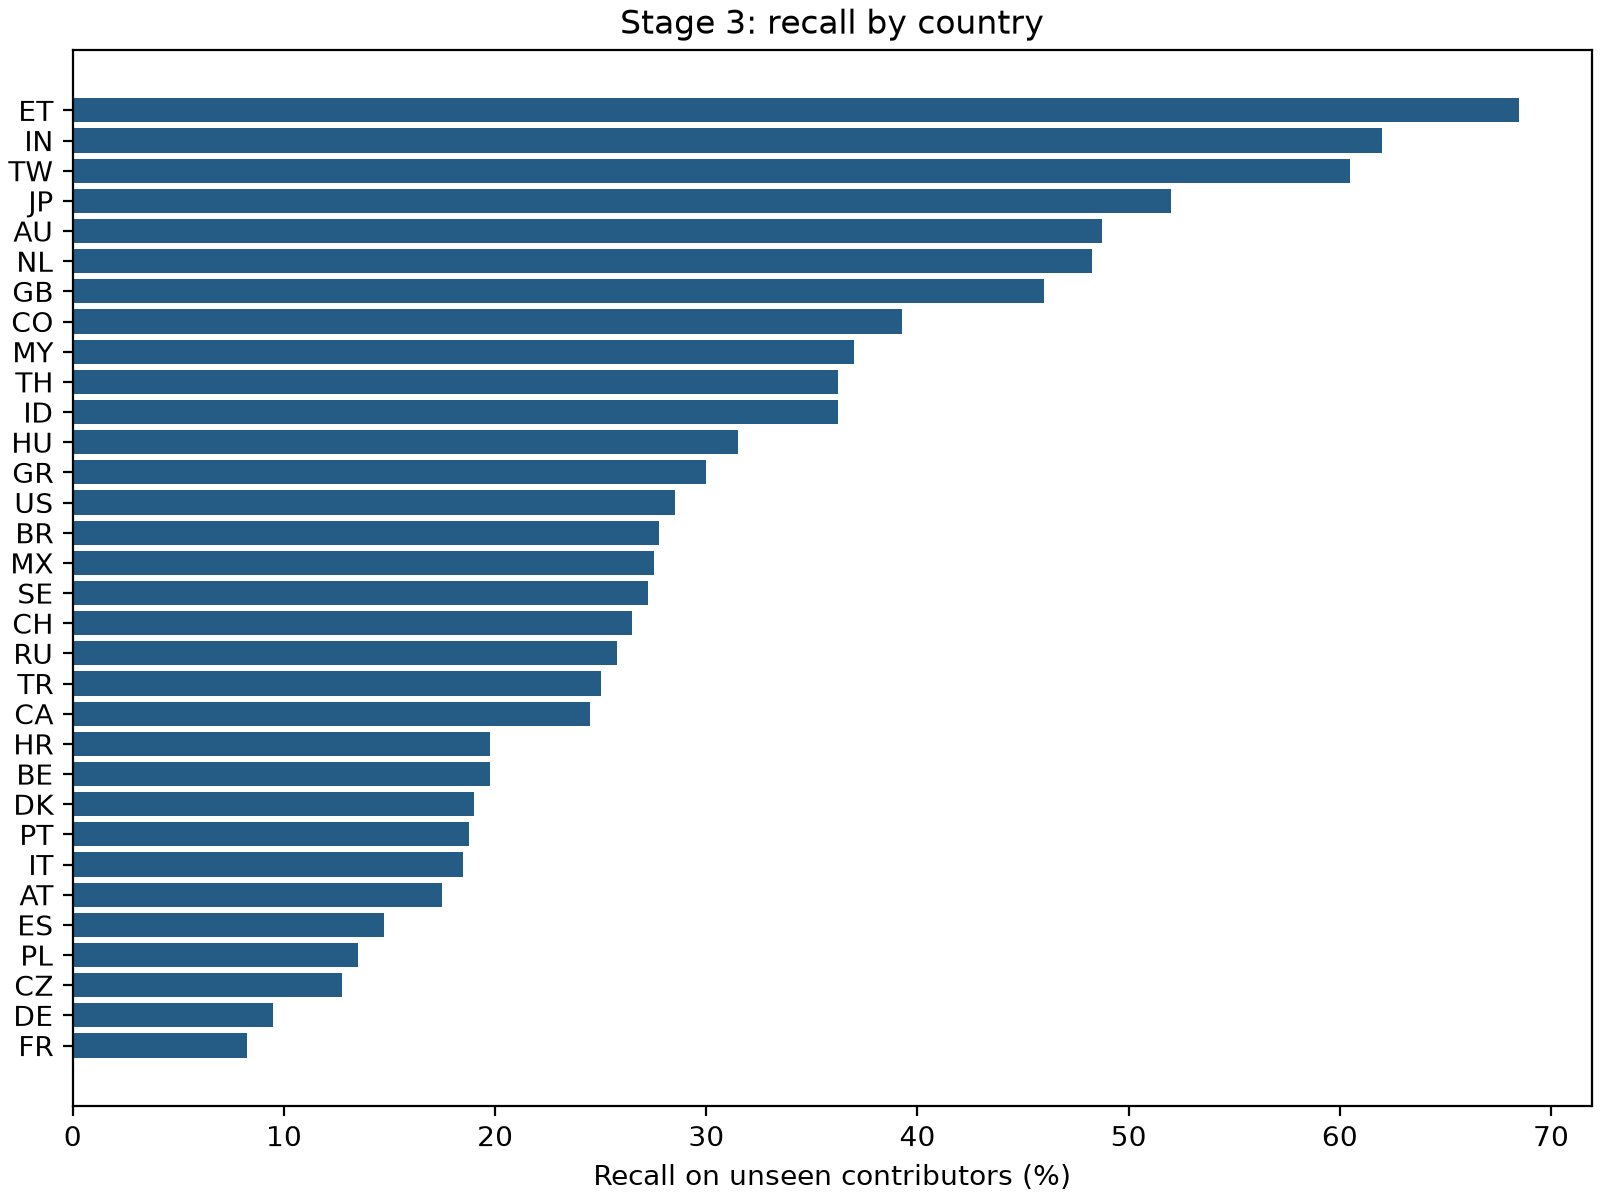 Stage 3: recall by country
ET
IN
TW
JP
AU
NL
GB
CO
MY
TH
ID
HU
GR
US
BR
MX
SE
CH
RU
TR
CA
HR
BE
DK
PT
IT
AT
ES
PL
CZ
DE
FR
0 10 20 30 40 50 60 70
Recall on unseen contributors (%)